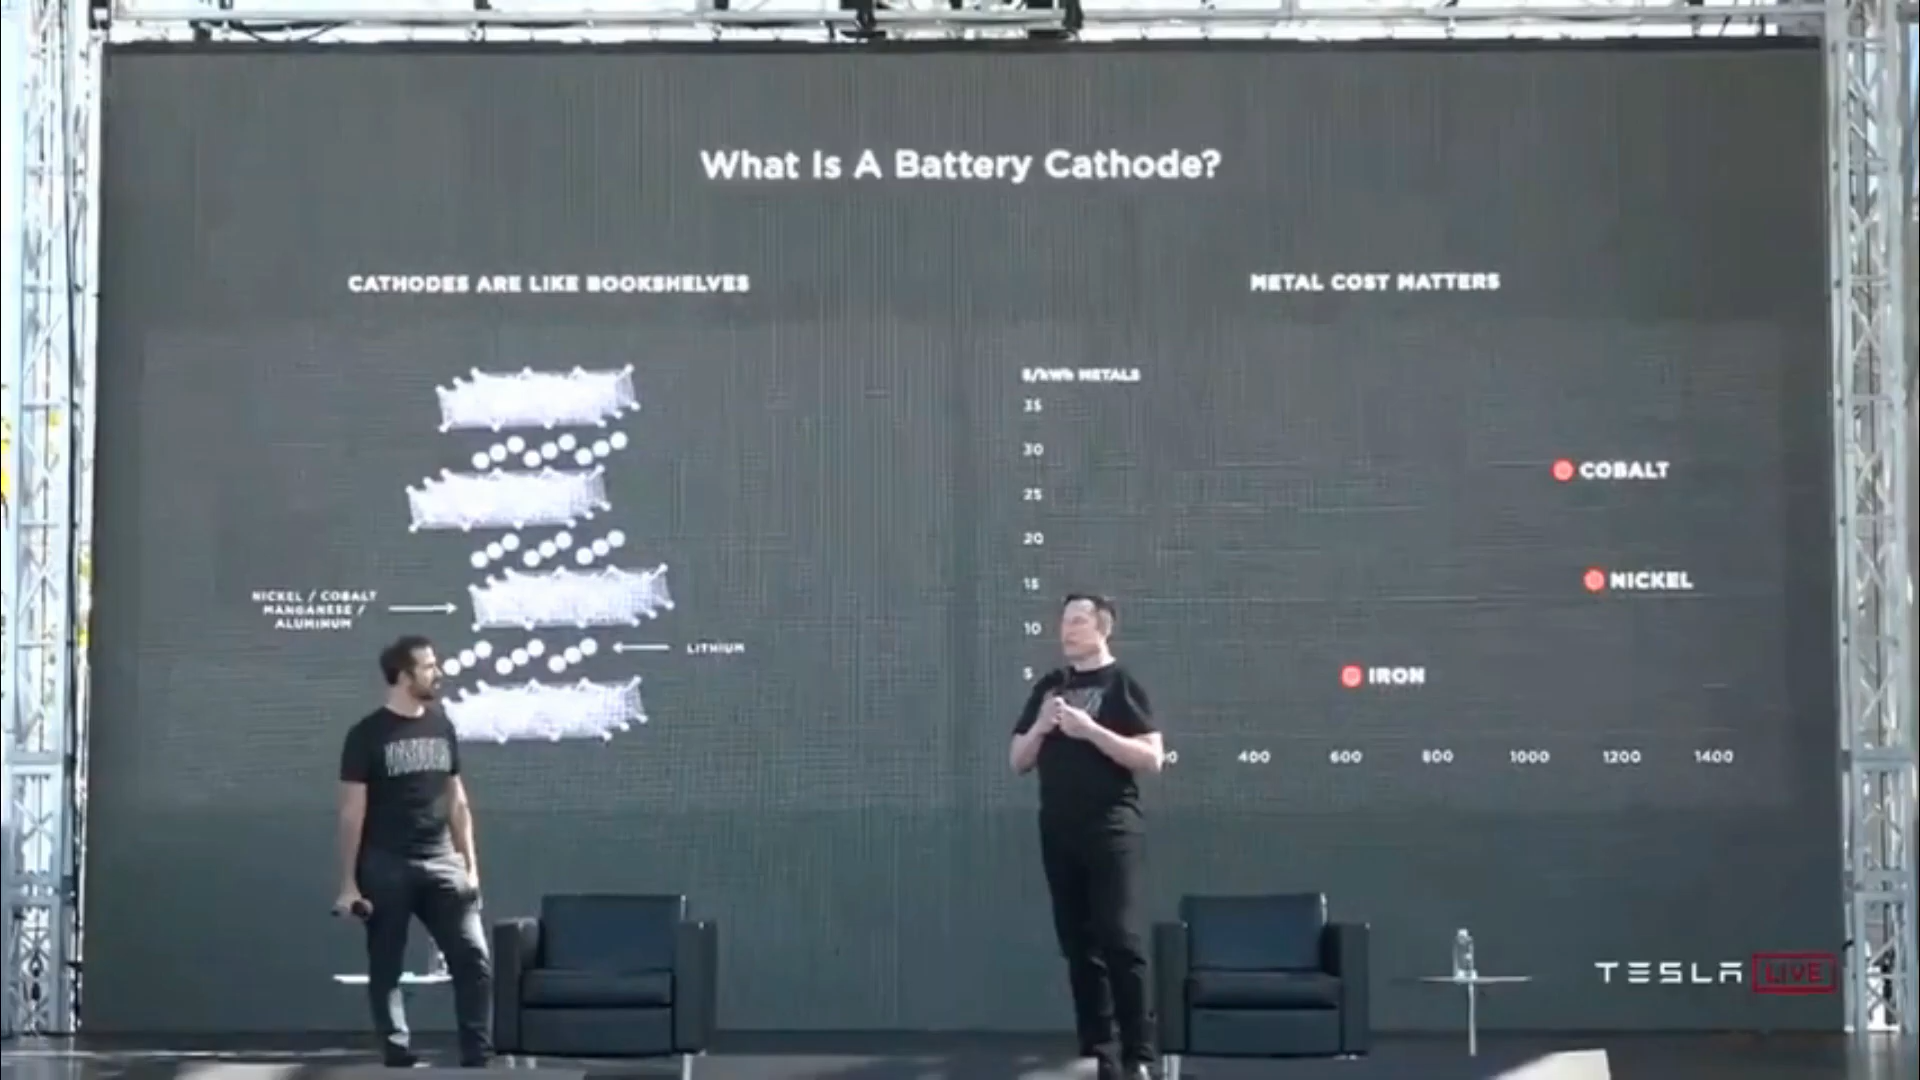 What Is A Battery Cathode?
CATHODES ARE LIKE BOOKSHELVES
NICKEL / COBALT
MANGANESE /
ALUMINUM
LITHIUM
METAL COST MATTERS
$/kWh METALS
35
30
25
20
15
10
5
COBALT
NICKEL
IRON
400 600 800 1000 1200 1400
TESLA LIVE